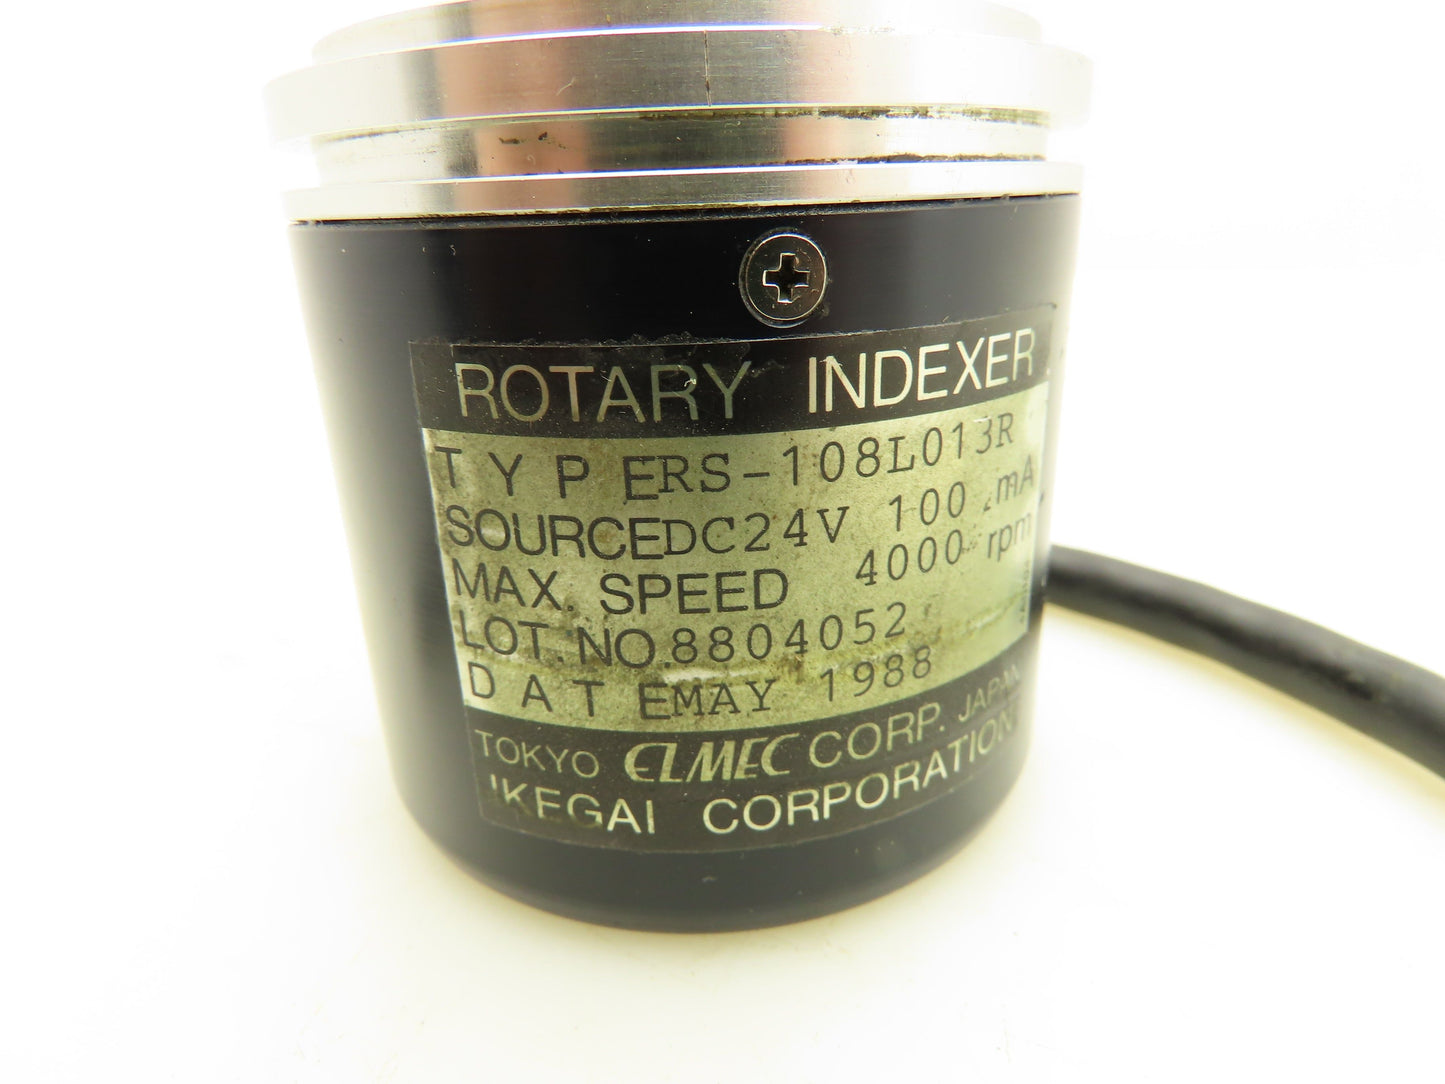 ROTARY INDEXER
TYPE RS-108L013R
SOURCE DC24V 100 mA
MAX. SPEED 4000 rpm
LOT. NO. 8804052
DATE MAY 1988
TOKYO ELMEC CORP. JAPAN
IKEGAI CORPORATION